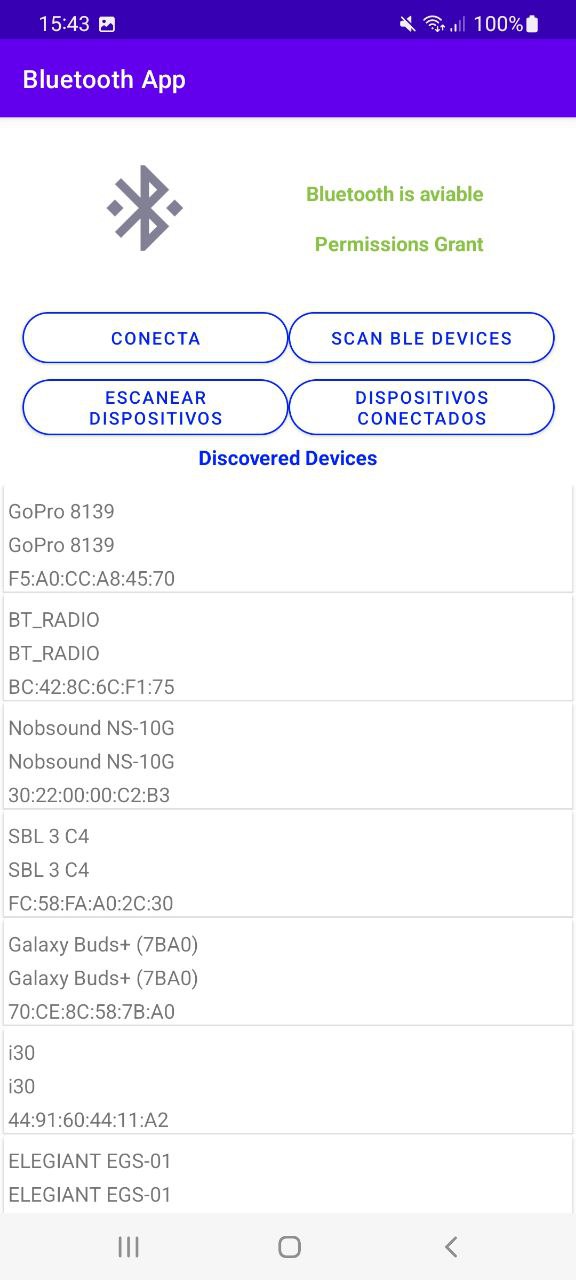 15:43
100%
Bluetooth App
Bluetooth is aviable
Permissions Grant
CONECTA
SCAN BLE DEVICES
ESCANEAR
DISPOSITIVOS
DISPOSITIVOS
CONECTADOS
Discovered Devices
GoPro 8139
GoPro 8139
F5:A0:CC:A8:45:70
BT_RADIO
BT_RADIO
BC:42:8C:6C:F1:75
Nobsound NS-10G
Nobsound NS-10G
30:22:00:00:C2:B3
SBL 3 C4
SBL 3 C4
FC:58:FA:A0:2C:30
Galaxy Buds+ (7BA0)
Galaxy Buds+ (7BA0)
70:CE:8C:58:7B:A0
i30
i30
44:91:60:44:11:A2
ELEGIANT EGS-01
ELEGIANT EGS-01